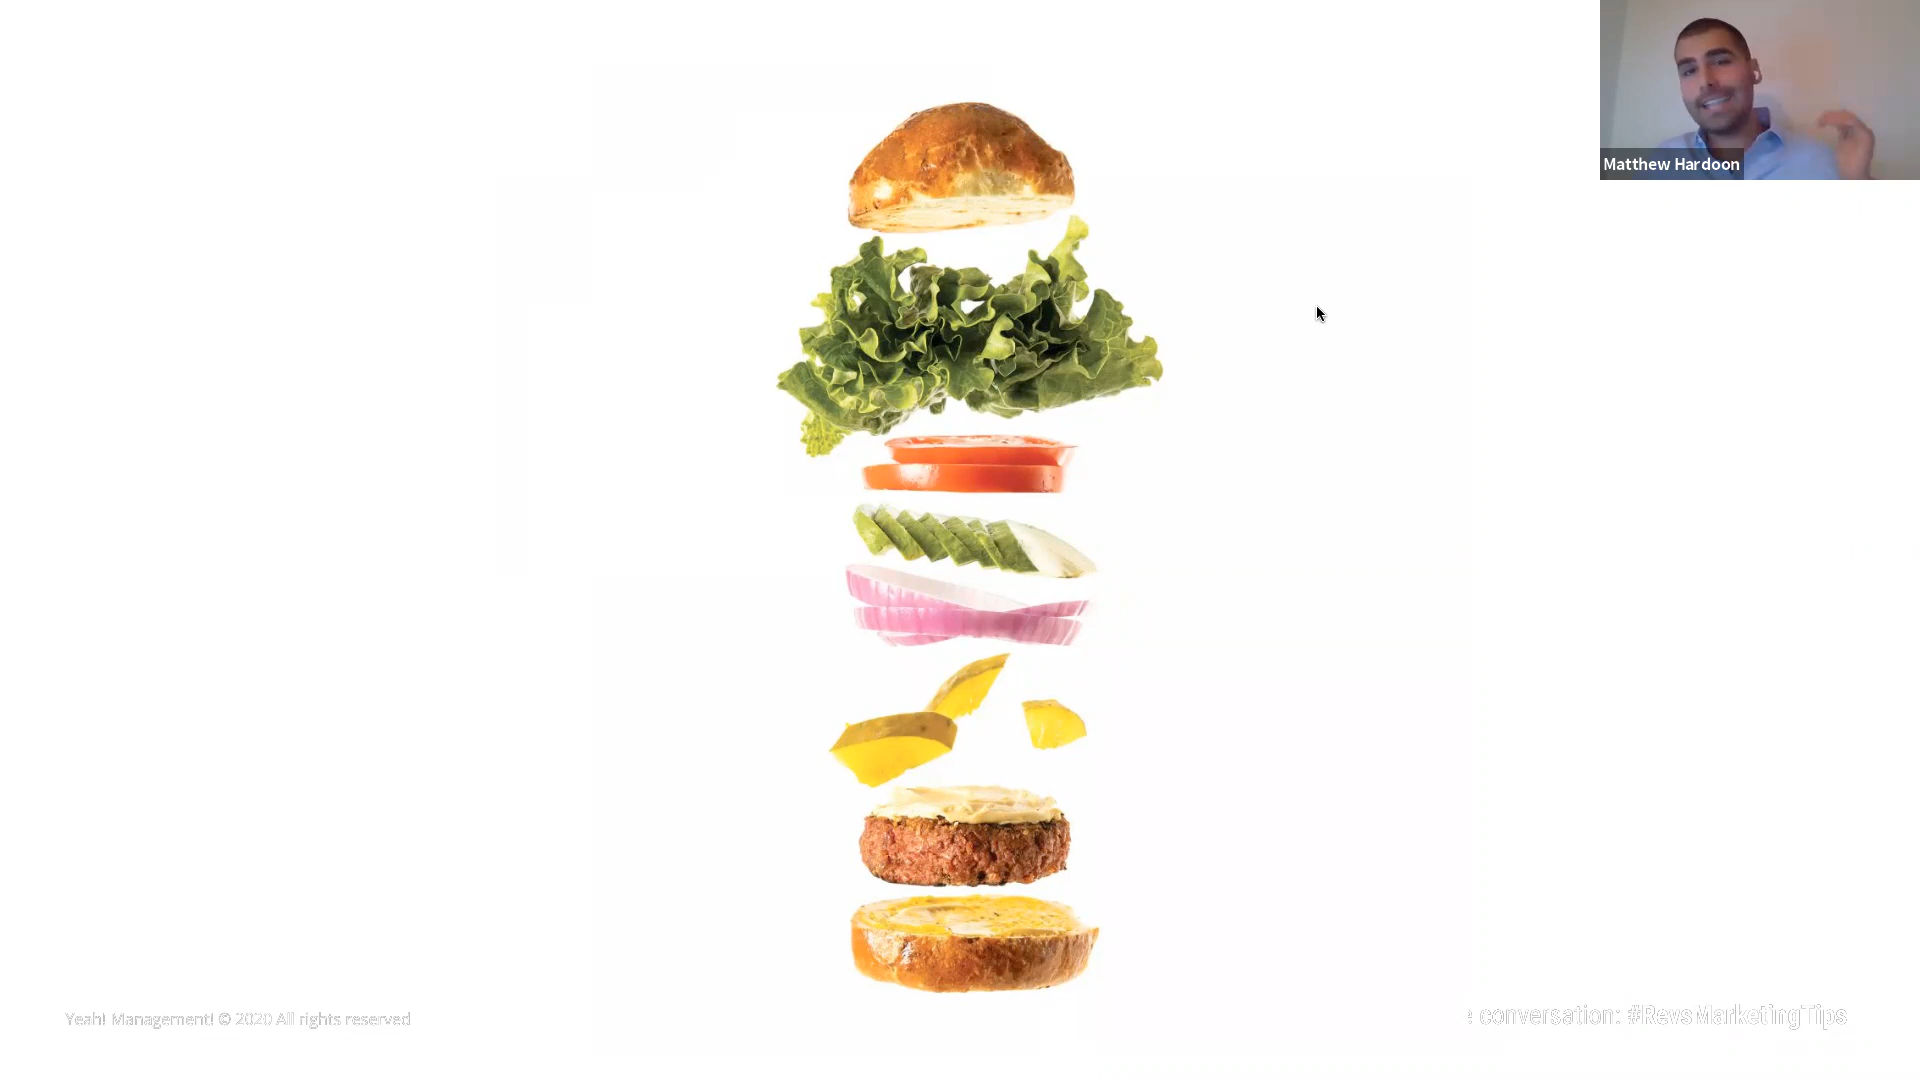 Matthew Hardoon
Yeah! Management! © 2020 All rights reserved
conversation: #RevsMarketingTips